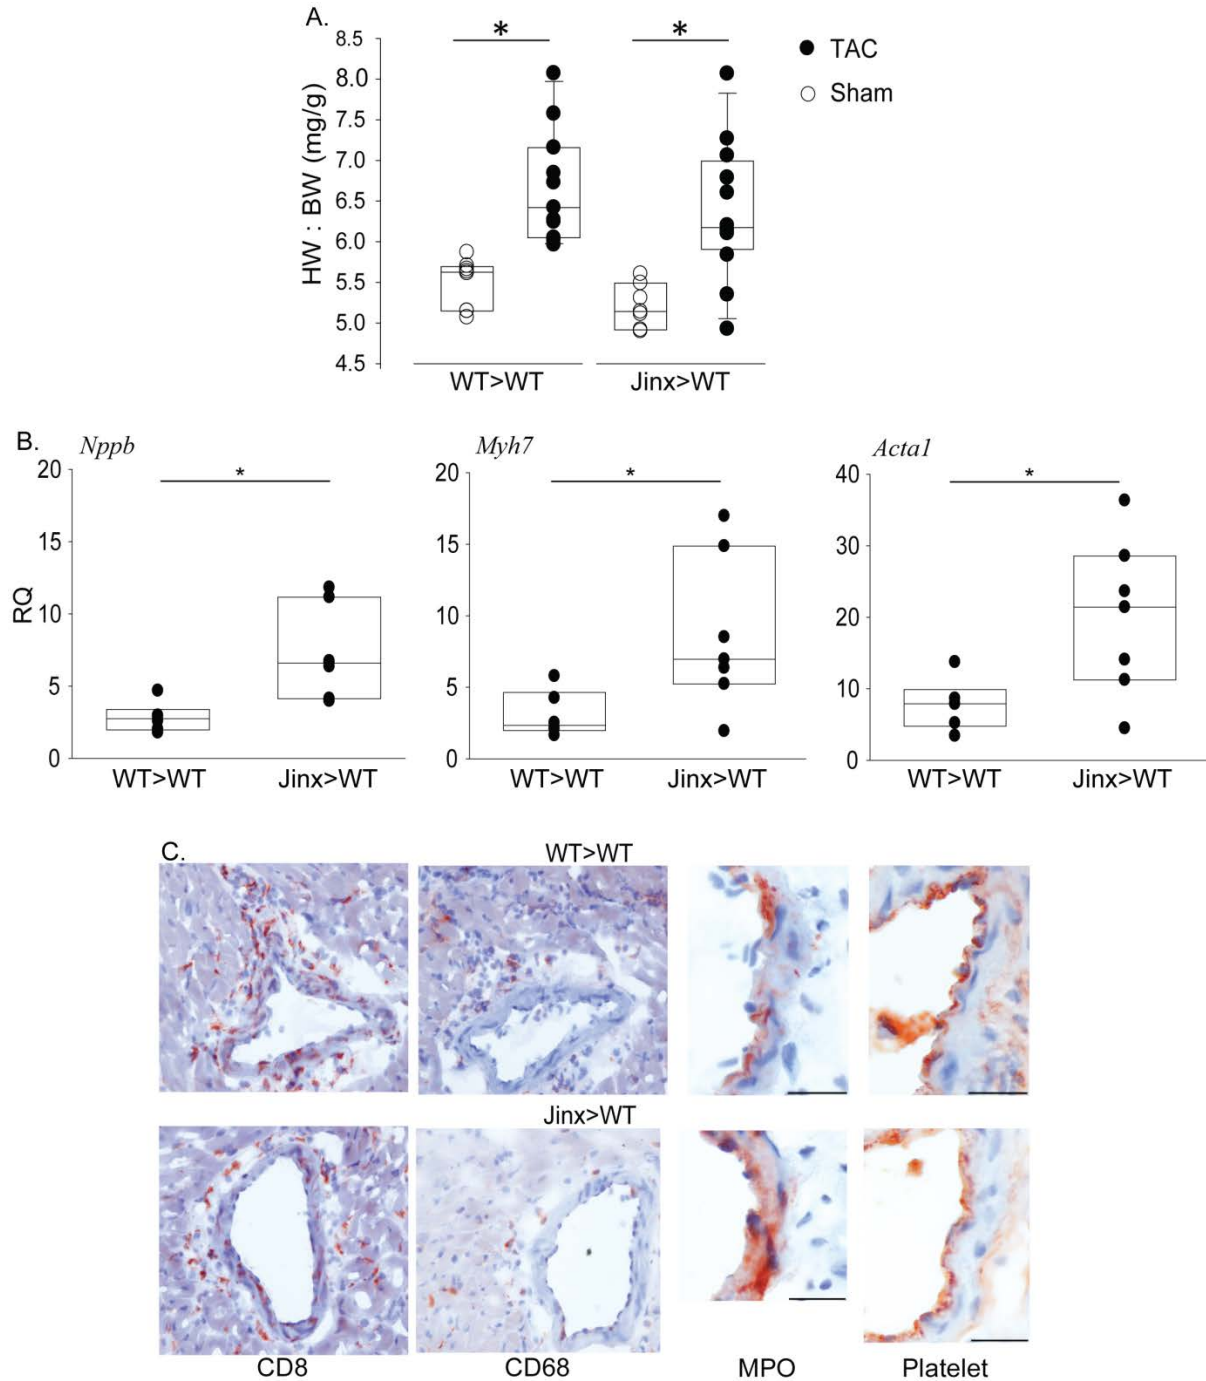 A.
* *
8.5
8.0
7.5
7.0
6.5
6.0
5.5
5.0
4.5
HW : BW (mg/g)
TAC
Sham
WT>WT Jinx>WT
B.
Nppb Myh7 Acta1
* * *
RQ
20
15
10
5
0
20
15
10
5
0
40
30
20
10
0
WT>WT Jinx>WT WT>WT Jinx>WT WT>WT Jinx>WT
C.
WT>WT
Jinx>WT
CD8 CD68 MPO Platelet